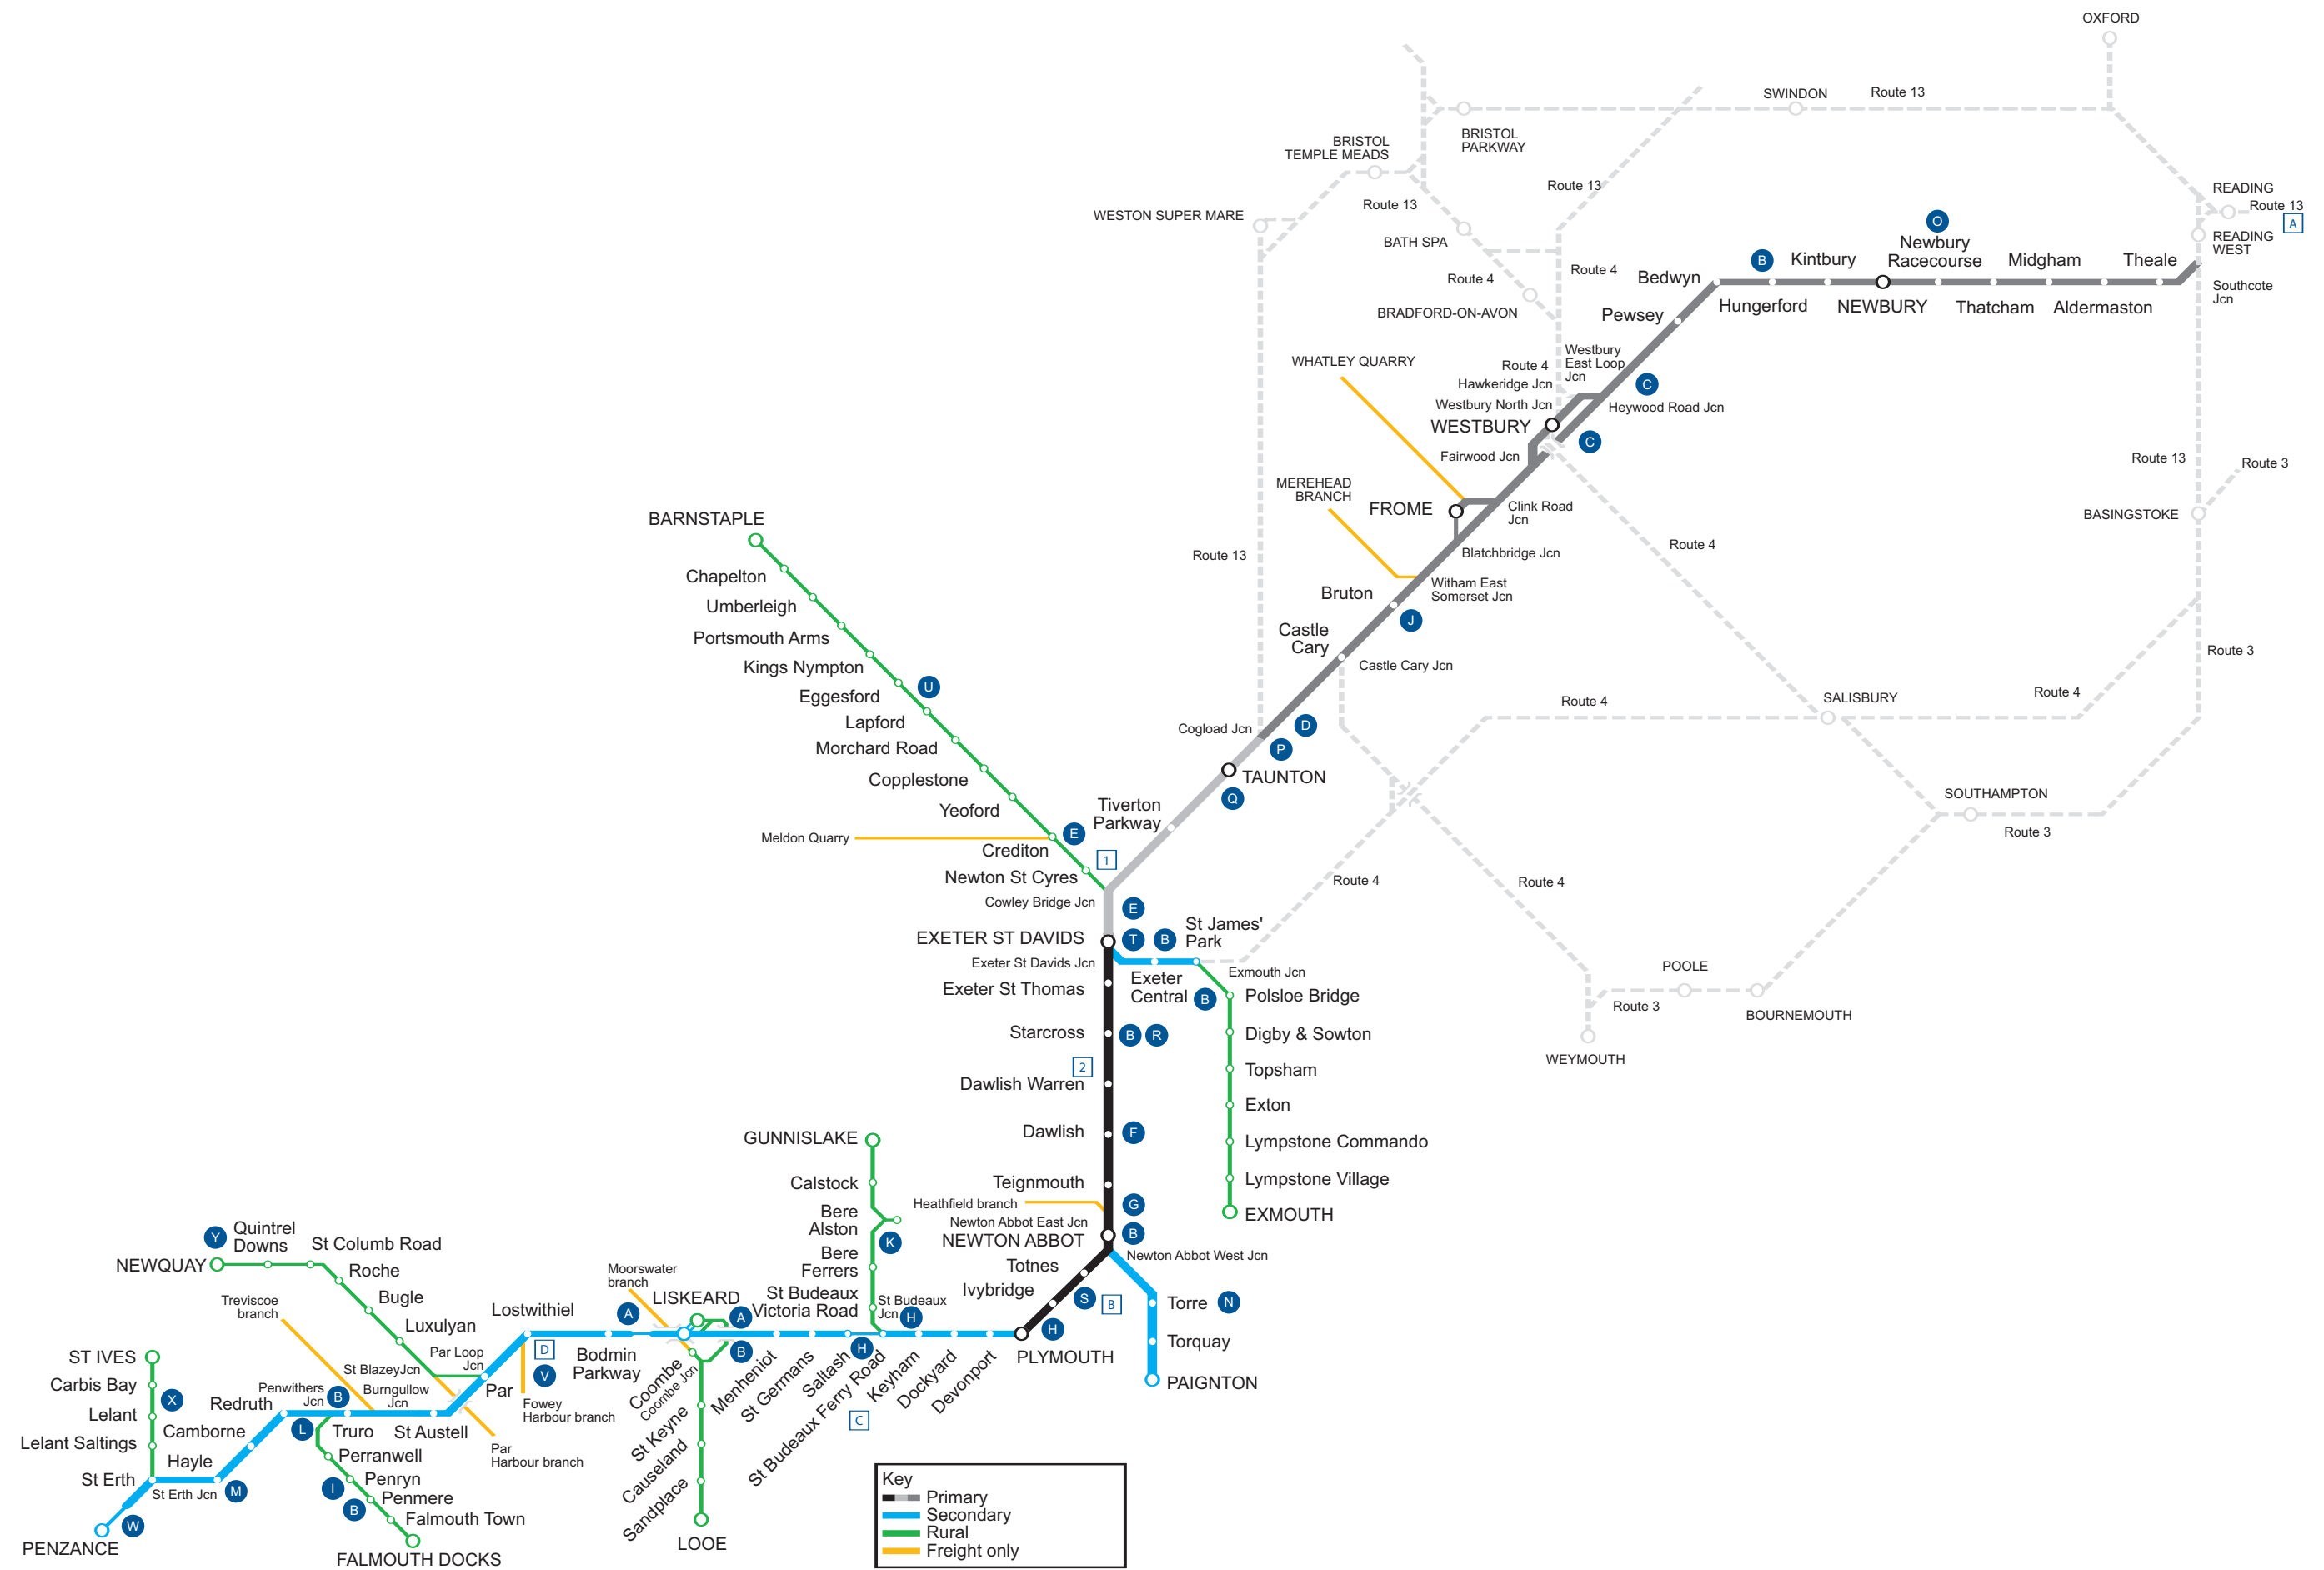 OXFORD
SWINDON
Route 13
BRISTOL
PARKWAY
BRISTOL
TEMPLE MEADS
Route 13
READING
Route 13
A
READING
WEST
Route 13
WESTON SUPER MARE
BATH SPA
Route 4
Route 4
BRADFORD-ON-AVON
O
Newbury
Racecourse
B
Kintbury
Midgham
Theale
Bedwyn
Hungerford
NEWBURY
Thatcham
Aldermaston
Southcote
Jcn
Pewsey
Westbury
East Loop
Jcn
Route 4
Hawkeridge Jcn
Westbury North Jcn
C
Heywood Road Jcn
WHATLEY QUARRY
WESTBURY
C
Fairwood Jcn
Route 13
Route 3
MEREHEAD
BRANCH
FROME
Clink Road
Jcn
BASINGSTOKE
Blatchbridge Jcn
Route 4
Route 13
Witham East
Somerset Jcn
Bruton
J
Castle
Cary
Castle Cary Jcn
Route 3
Route 4
SALISBURY
Route 4
Cogload Jcn
D
P
TAUNTON
Q
SOUTHAMPTON
Route 3
Tiverton
Parkway
Route 4
Route 4
BARNSTAPLE
Chapelton
Umberleigh
Portsmouth Arms
Kings Nympton
U
Eggesford
Lapford
Morchard Road
Copplestone
Yeoford
Meldon Quarry
E
Crediton
1
Newton St Cyres
Cowley Bridge Jcn
E
EXETER ST DAVIDS
T
B
St James'
Park
Exeter St Davids Jcn
Exeter St Thomas
Exeter
Central
B
Exmouth Jcn
Polsloe Bridge
Starcross
B
R
Digby & Sowton
2
Topsham
Dawlish Warren
Exton
Dawlish
F
Lympstone Commando
Teignmouth
Lympstone Village
Heathfield branch
G
EXMOUTH
Newton Abbot East Jcn
NEWTON ABBOT
B
Newton Abbot West Jcn
POOLE
Route 3
BOURNEMOUTH
WEYMOUTH
Totnes
Ivybridge
S
B
Torre
N
H
Torquay
PLYMOUTH
PAIGNTON
GUNNISLAKE
Calstock
Bere
Alston
K
Bere
Ferrers
St Budeaux
Victoria Road
St Budeaux
Jcn
H
H
Y
Quintrel
Downs
St Columb Road
NEWQUAY
Roche
Bugle
Luxulyan
Treviscoe
branch
Lostwithiel
Moorswater
branch
A
LISKEARD
A
B
Par Loop
Jcn
St BlazeyJcn
D
V
Bodmin
Parkway
Par
Fowey
Harbour branch
Par
Harbour branch
Coombe
Coombe Jcn
St Keyne
Causeland
Sandplace
LOOE
Menheniot
St Germans
Saltash
St Budeaux Ferry Road
Keyham
Dockyard
Devonport
C
ST IVES
Carbis Bay
X
Lelant
Lelant Saltings
St Erth
St Erth Jcn
Penwithers
Jcn
B
Burngullow
Jcn
Redruth
L
Truro
St Austell
Camborne
Hayle
M
Perranwell
Penryn
I
Penmere
B
Falmouth Town
FALMOUTH DOCKS
W
PENZANCE
Key
Primary
Secondary
Rural
Freight only